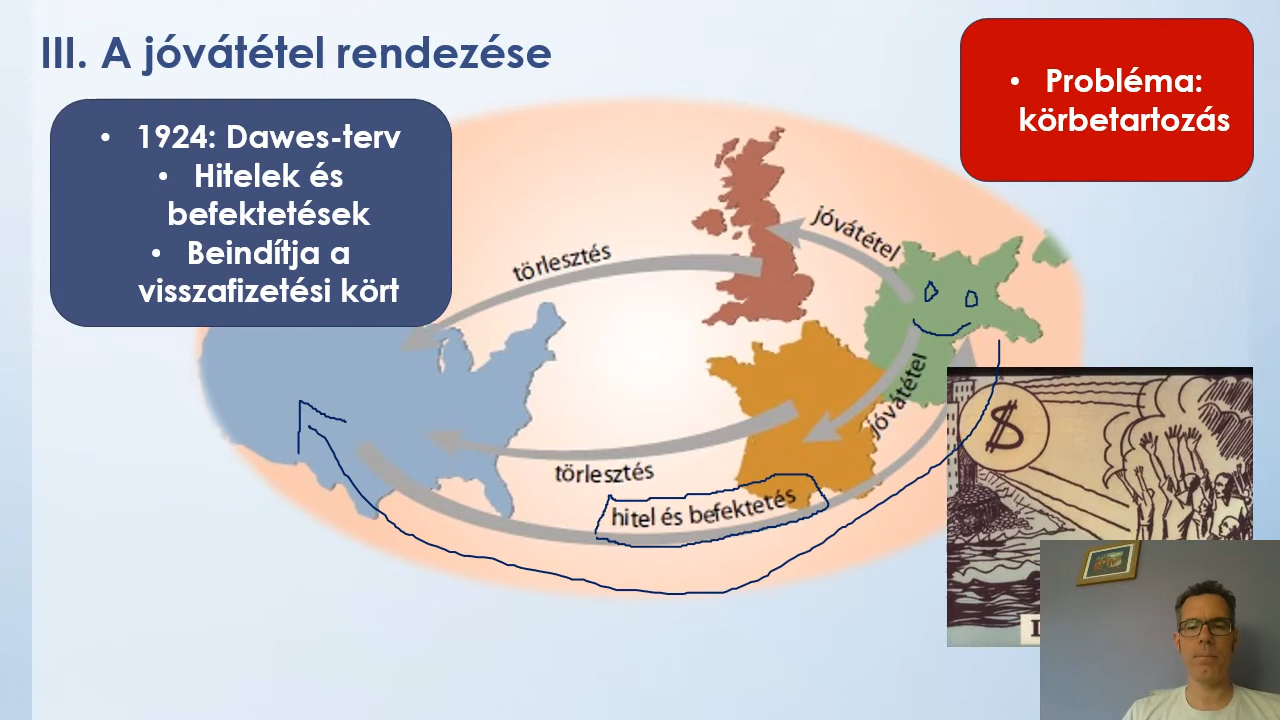 III. A jóvátétel rendezése
• Probléma:
körbetartozás
• 1924: Dawes-terv
• Hitelek és
befektetések
• Beindítja a
visszafizetési kört
jóvátétel
törlesztés
jóvátétel
törlesztés
hitel és befektetés
$